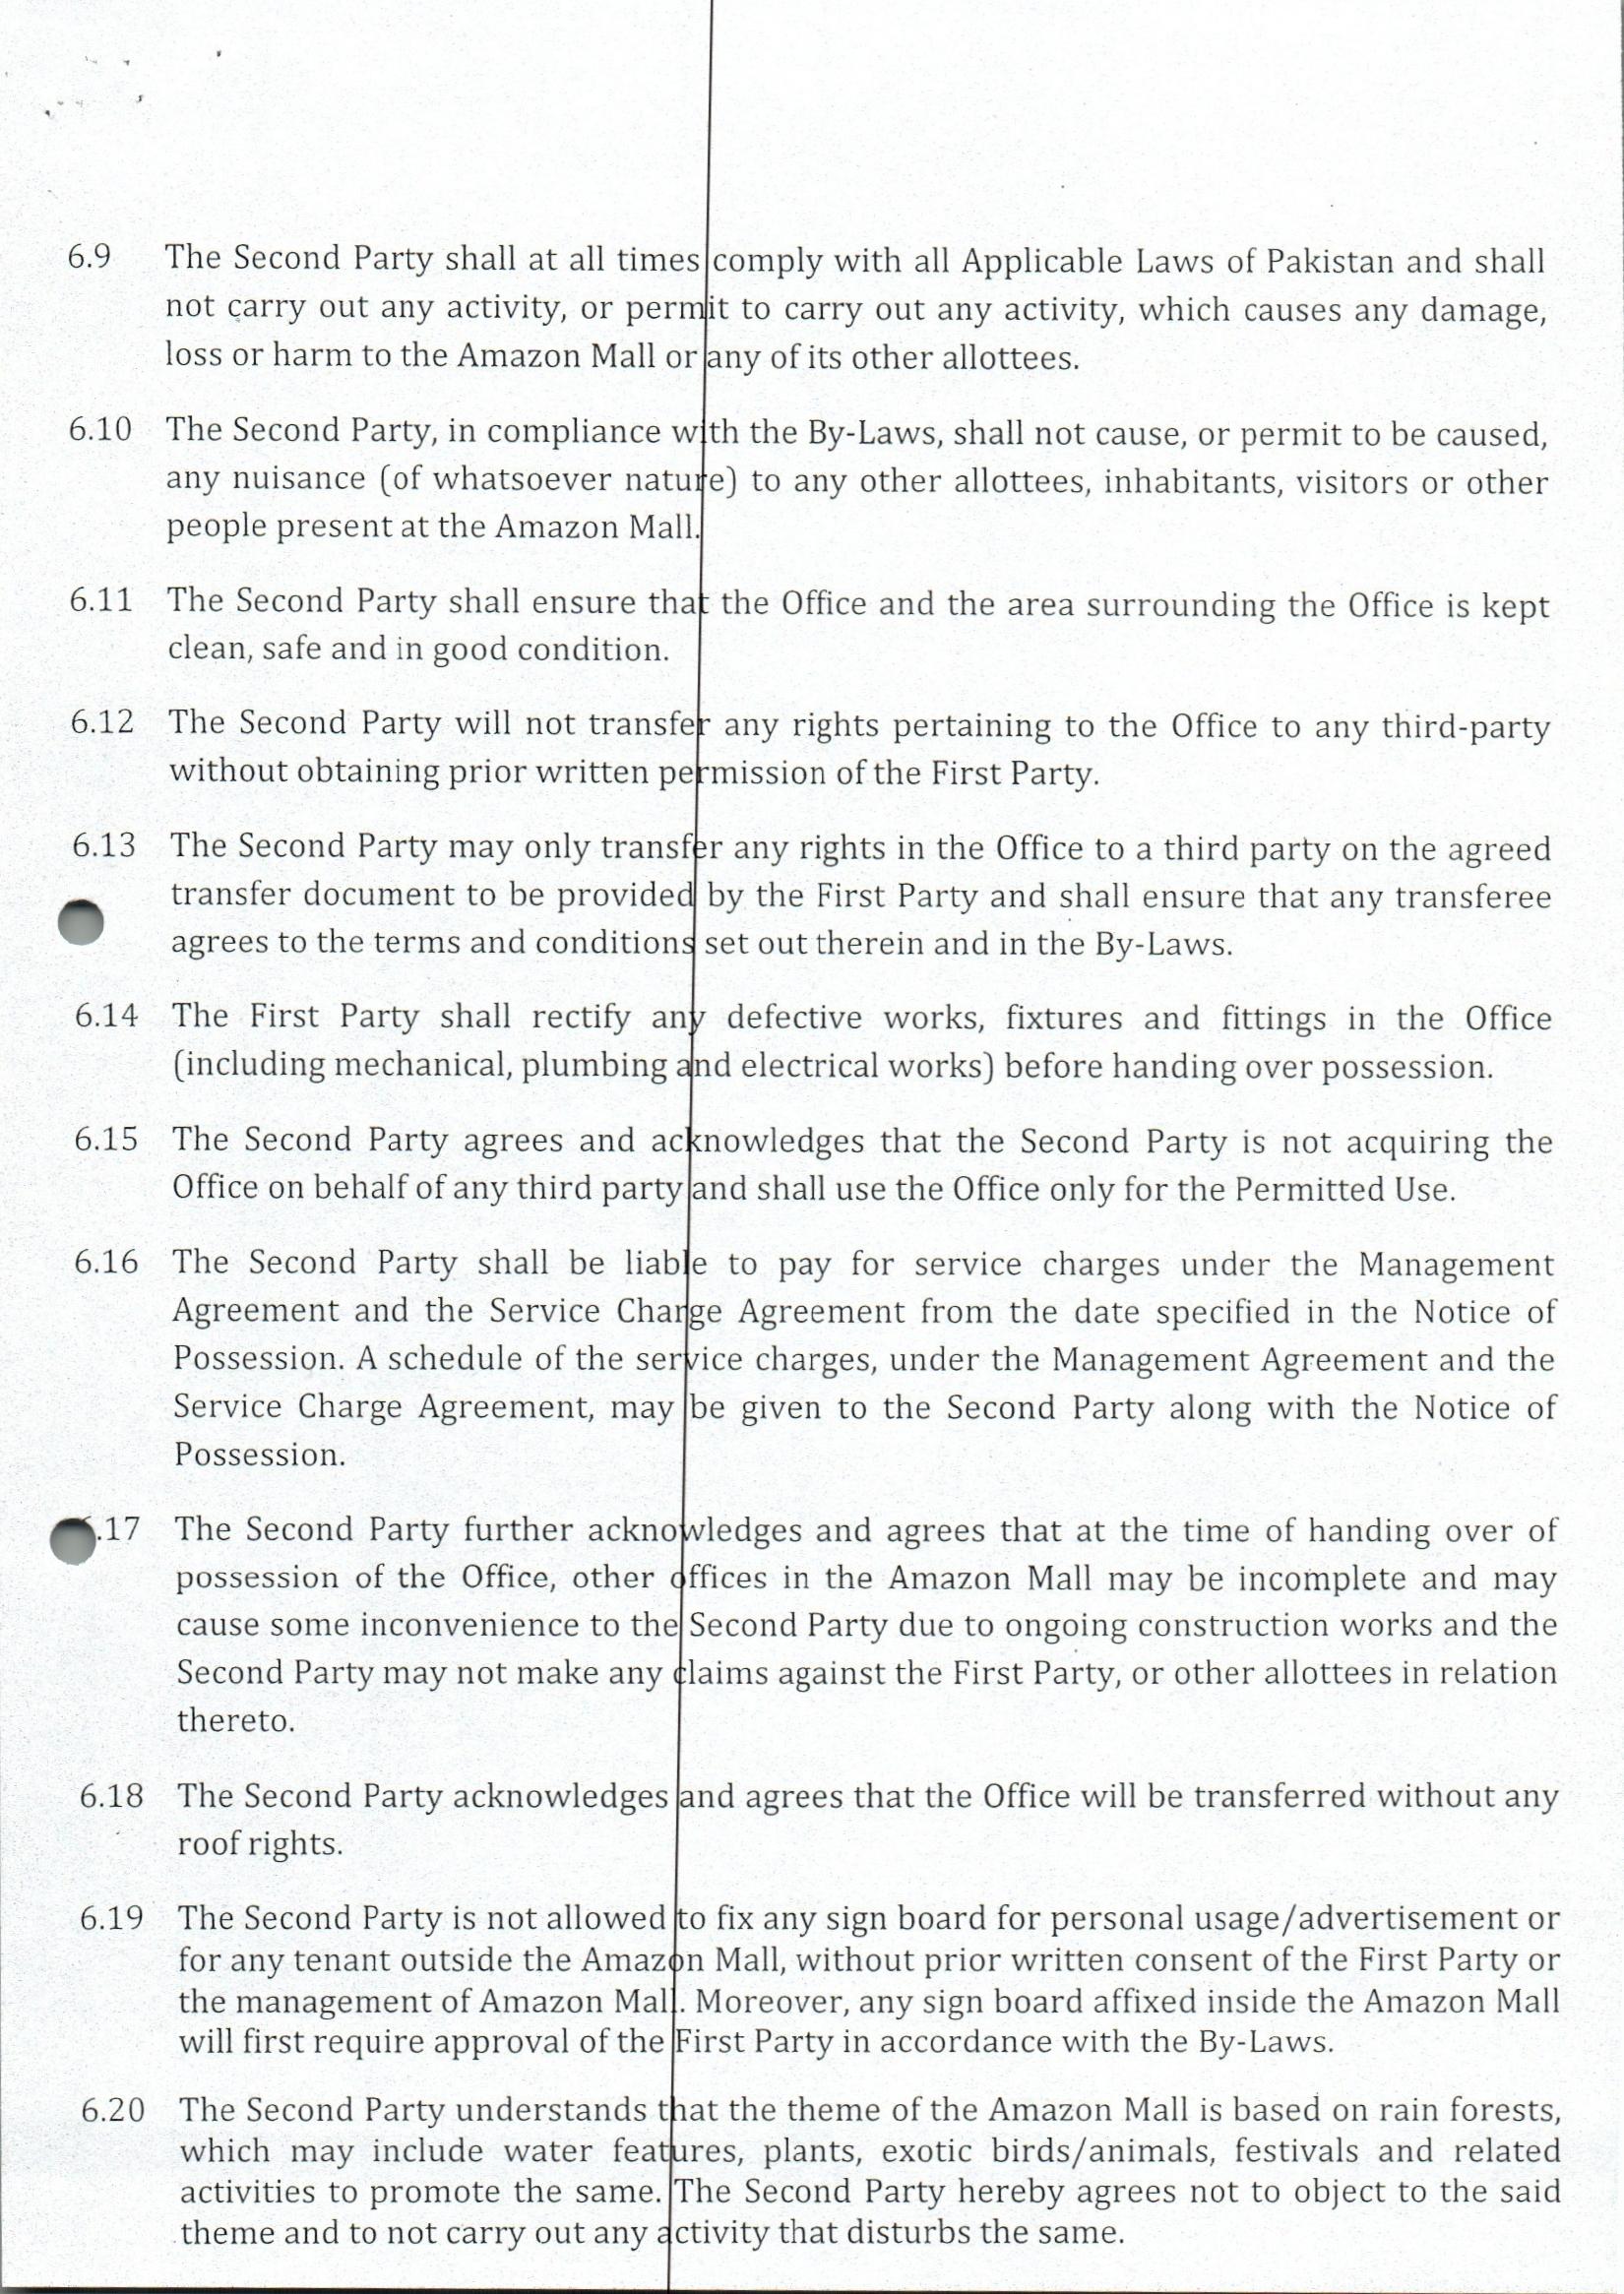 6.9 The Second Party shall at all times comply with all Applicable Laws of Pakistan and shall
not carry out any activity, or permit to carry out any activity, which causes any damage,
loss or harm to the Amazon Mall or any of its other allottees.
6.10 The Second Party, in compliance with the By-Laws, shall not cause, or permit to be caused,
any nuisance (of whatsoever nature) to any other allottees, inhabitants, visitors or other
people present at the Amazon Mall.
6.11 The Second Party shall ensure that the Office and the area surrounding the Office is kept
clean, safe and in good condition.
6.12 The Second Party will not transfer any rights pertaining to the Office to any third-party
without obtaining prior written permission of the First Party.
6.13 The Second Party may only transfer any rights in the Office to a third party on the agreed
transfer document to be provided by the First Party and shall ensure that any transferee
agrees to the terms and conditions set out therein and in the By-Laws.
6.14 The First Party shall rectify any defective works, fixtures and fittings in the Office
(including mechanical, plumbing and electrical works) before handing over possession.
6.15 The Second Party agrees and acknowledges that the Second Party is not acquiring the
Office on behalf of any third party and shall use the Office only for the Permitted Use.
6.16 The Second Party shall be liable to pay for service charges under the Management
Agreement and the Service Charge Agreement from the date specified in the Notice of
Possession. A schedule of the service charges, under the Management Agreement and the
Service Charge Agreement, may be given to the Second Party along with the Notice of
Possession.
.17 The Second Party further acknowledges and agrees that at the time of handing over of
possession of the Office, other offices in the Amazon Mall may be incomplete and may
cause some inconvenience to the Second Party due to ongoing construction works and the
Second Party may not make any claims against the First Party, or other allottees in relation
thereto.
6.18 The Second Party acknowledges and agrees that the Office will be transferred without any
roof rights.
6.19 The Second Party is not allowed to fix any sign board for personal usage/advertisement or
for any tenant outside the Amazon Mall, without prior written consent of the First Party or
the management of Amazon Mall. Moreover, any sign board affixed inside the Amazon Mall
will first require approval of the First Party in accordance with the By-Laws.
6.20 The Second Party understands that the theme of the Amazon Mall is based on rain forests,
which may include water features, plants, exotic birds/animals, festivals and related
activities to promote the same. The Second Party hereby agrees not to object to the said
theme and to not carry out any activity that disturbs the same.